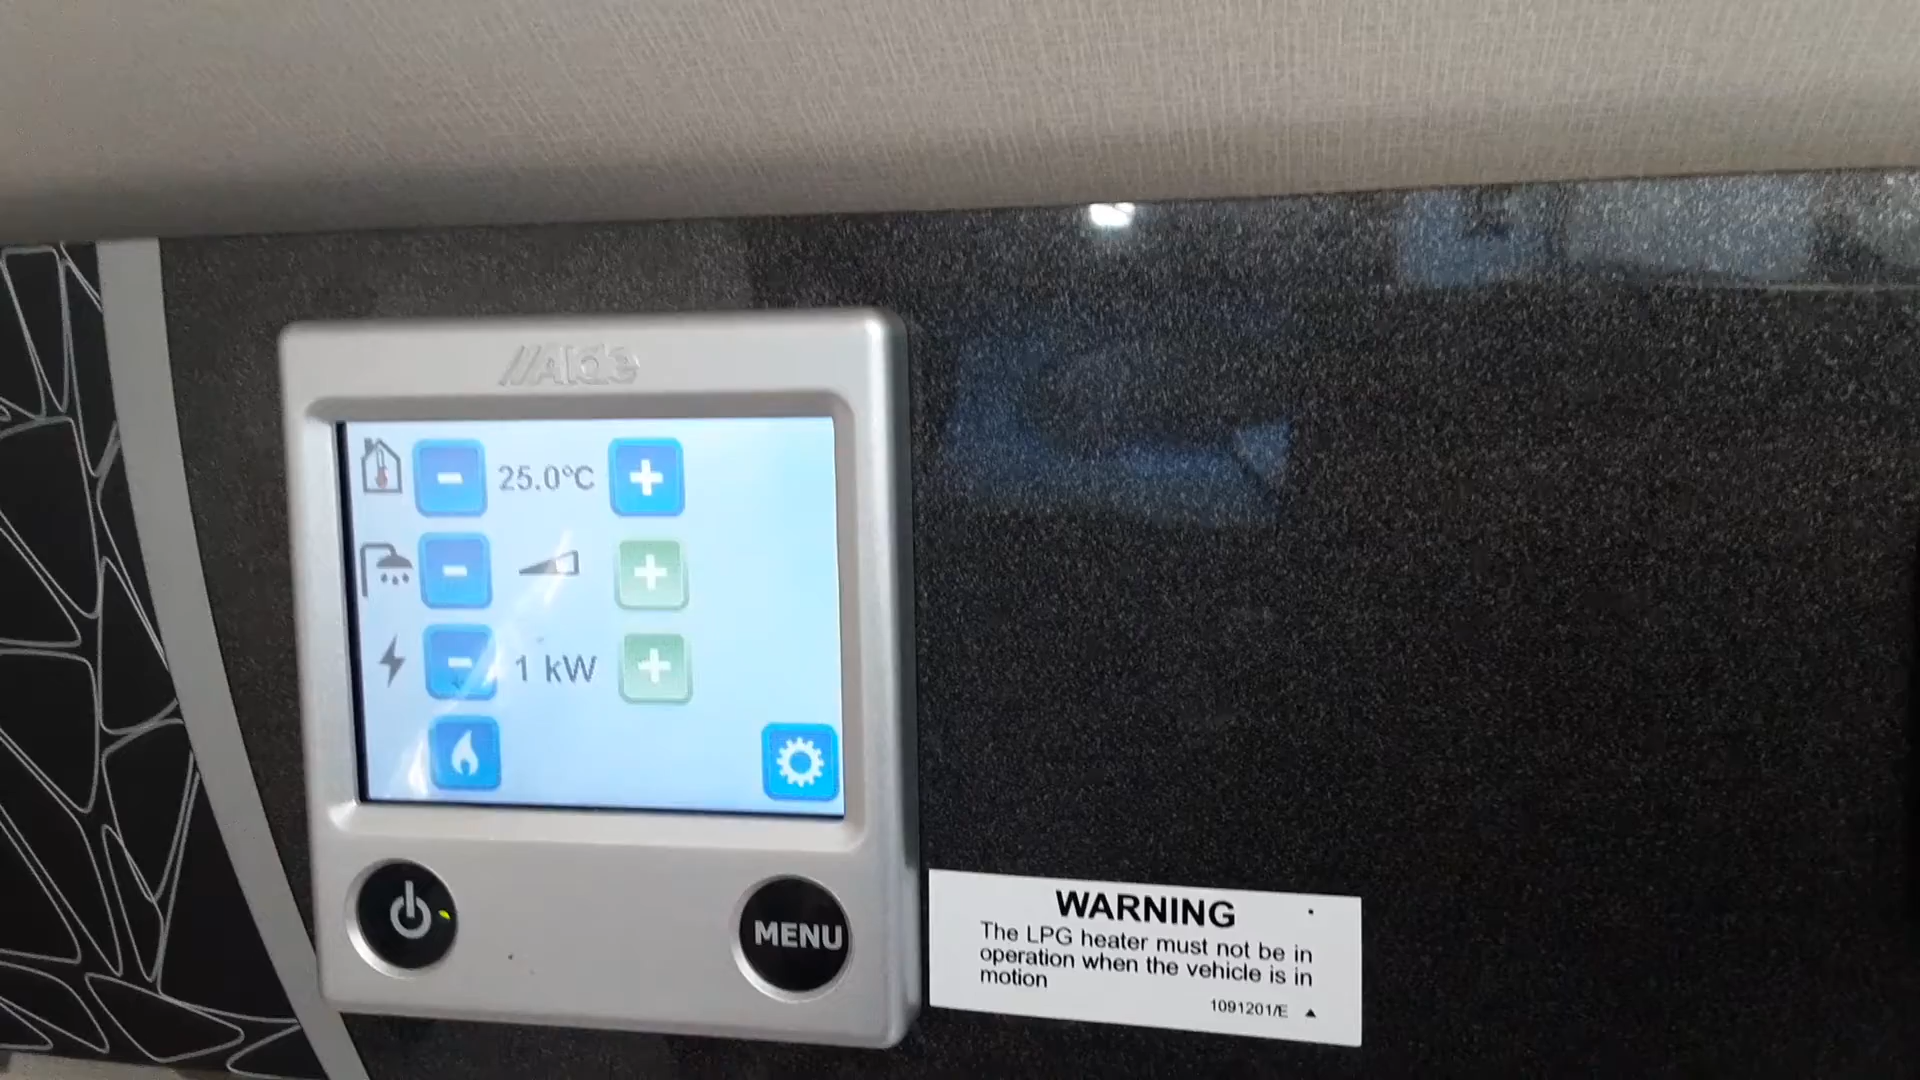 //Alde
- 25.0°C +
- +
- 1 kW +
MENU
WARNING
The LPG heater must not be in
operation when the vehicle is in
motion
1091201/E ▲